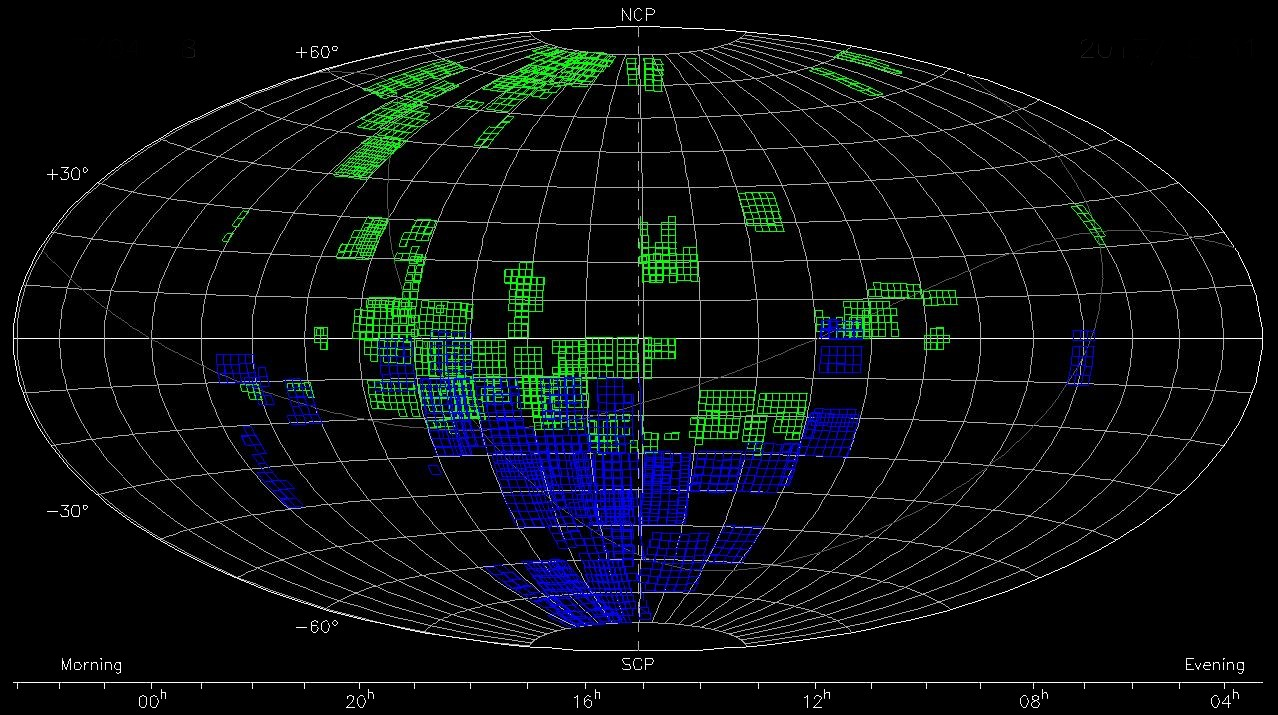 NCP
+60°
+30°
−30°
−60°
Morning
SCP
Evening
00h
20h
16h
12h
08h
04h